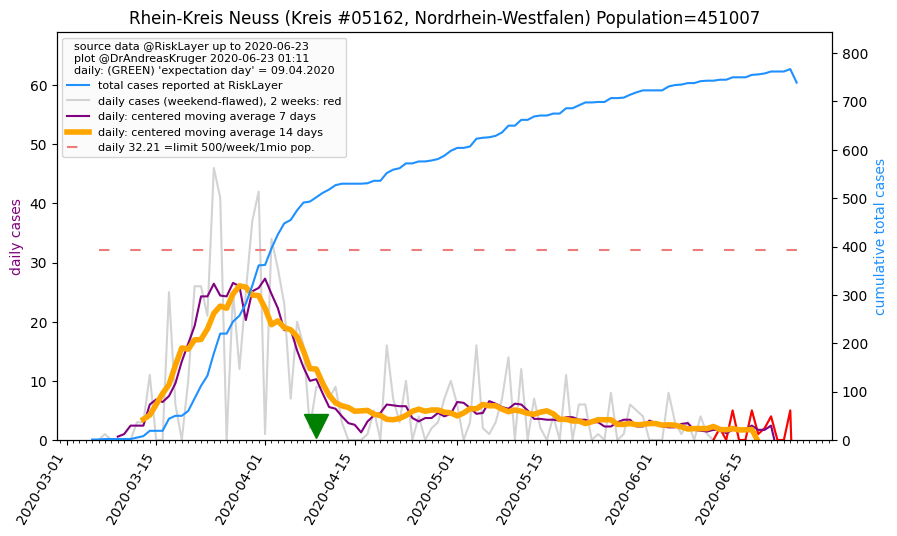 Rhein-Kreis Neuss (Kreis #05162, Nordrhein-Westfalen) Population=451007
source data @RiskLayer up to 2020-06-23
plot @DrAndreasKruger 2020-06-23 01:11
daily: (GREEN) 'expectation day' = 09.04.2020
total cases reported at RiskLayer
daily cases (weekend-flawed), 2 weeks: red
daily: centered moving average 7 days
daily: centered moving average 14 days
daily 32.21 =limit 500/week/1mio pop.
daily cases
60
50
40
30
20
10
0
cumulative total cases
800
700
600
500
400
300
200
100
0
2020-03-01
2020-03-15
2020-04-01
2020-04-15
2020-05-01
2020-05-15
2020-06-01
2020-06-15